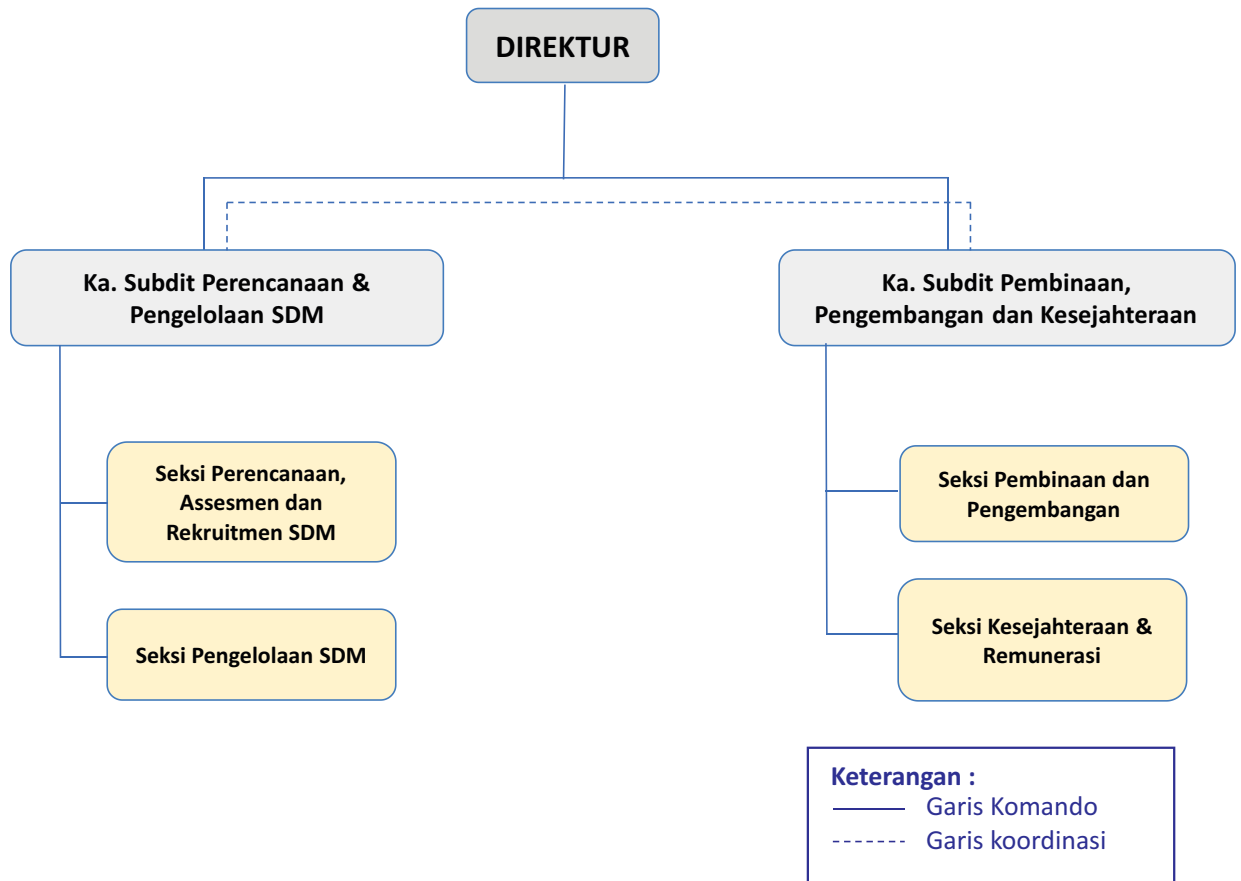 DIREKTUR
Ka. Subdit Perencanaan &
Pengelolaan SDM
Ka. Subdit Pembinaan,
Pengembangan dan Kesejahteraan
Seksi Perencanaan,
Assesmen dan
Rekruitmen SDM
Seksi Pembinaan dan
Pengembangan
Seksi Pengelolaan SDM
Seksi Kesejahteraan &
Remunerasi
Keterangan :
Garis Komando
Garis koordinasi